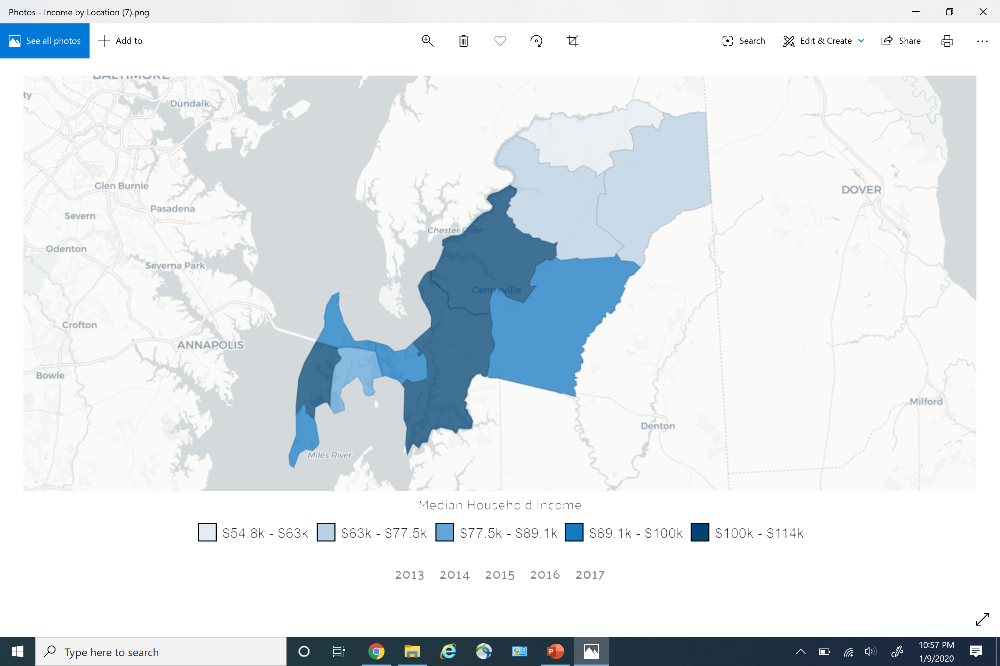 Photos - Income by Location (7).png
See all photos
Add to
Search
Edit & Create
Share
BALTIMORE
ty
Dundalk
Glen Burnie
Pasadena
Severn
DOVER
Chester River
Odenton
Severna Park
Centreville
Crofton
ANNAPOLIS
Bowie
Milford
Denton
Miles River
Median Household Income
$54.8k - $63k $63k - $77.5k $77.5k - $89.1k $89.1k - $100k $100k - $114k
2013 2014 2015 2016 2017
Type here to search
10:57 PM
1/9/2020